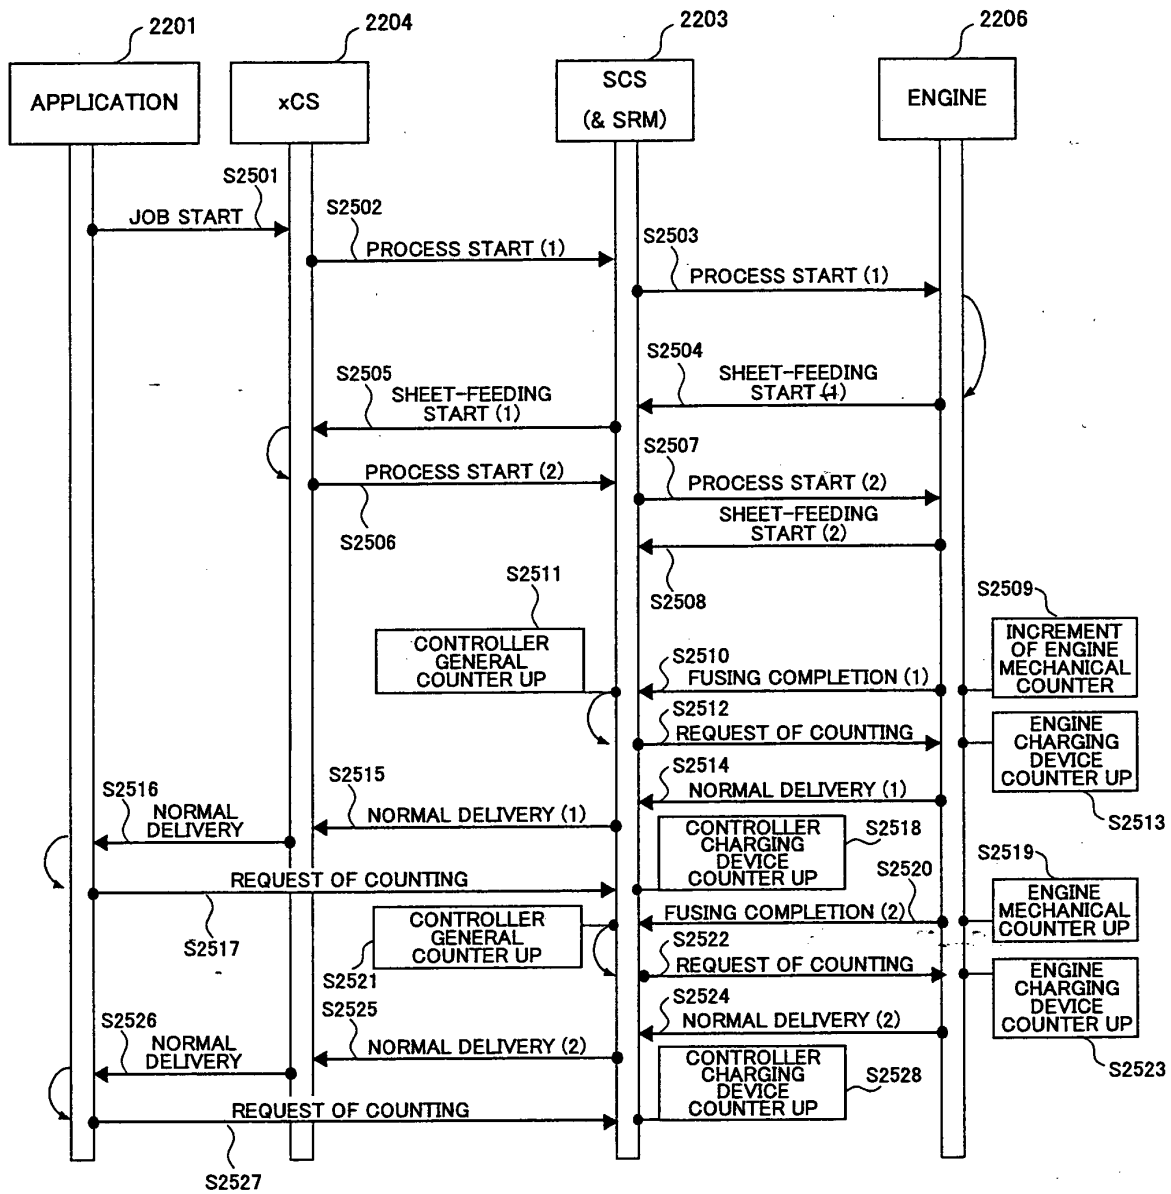 2201
2204
2203
2206
APPLICATION
xCS
SCS
(& SRM)
ENGINE
S2501
JOB START
S2502
PROCESS START (1)
S2503
PROCESS START (1)
S2504
SHEET-FEEDING
START (1)
S2505
SHEET-FEEDING
START (1)
S2507
PROCESS START (2)
S2506
PROCESS START (2)
SHEET-FEEDING
START (2)
S2508
S2511
CONTROLLER
GENERAL
COUNTER UP
S2509
INCREMENT
OF ENGINE
MECHANICAL
COUNTER
S2510
FUSING COMPLETION (1)
S2512
REQUEST OF COUNTING
ENGINE
CHARGING
DEVICE
COUNTER UP
S2513
S2514
NORMAL DELIVERY (1)
S2515
NORMAL DELIVERY (1)
S2516
NORMAL
DELIVERY
CONTROLLER
CHARGING
DEVICE
COUNTER UP
S2518
REQUEST OF COUNTING
S2517
S2519
ENGINE
MECHANICAL
COUNTER UP
S2520
FUSING COMPLETION (2)
CONTROLLER
GENERAL
COUNTER UP
S2521
S2522
REQUEST OF COUNTING
ENGINE
CHARGING
DEVICE
COUNTER UP
S2523
S2524
NORMAL DELIVERY (2)
S2525
NORMAL DELIVERY (2)
S2526
NORMAL
DELIVERY
CONTROLLER
CHARGING
DEVICE
COUNTER UP
S2528
REQUEST OF COUNTING
S2527